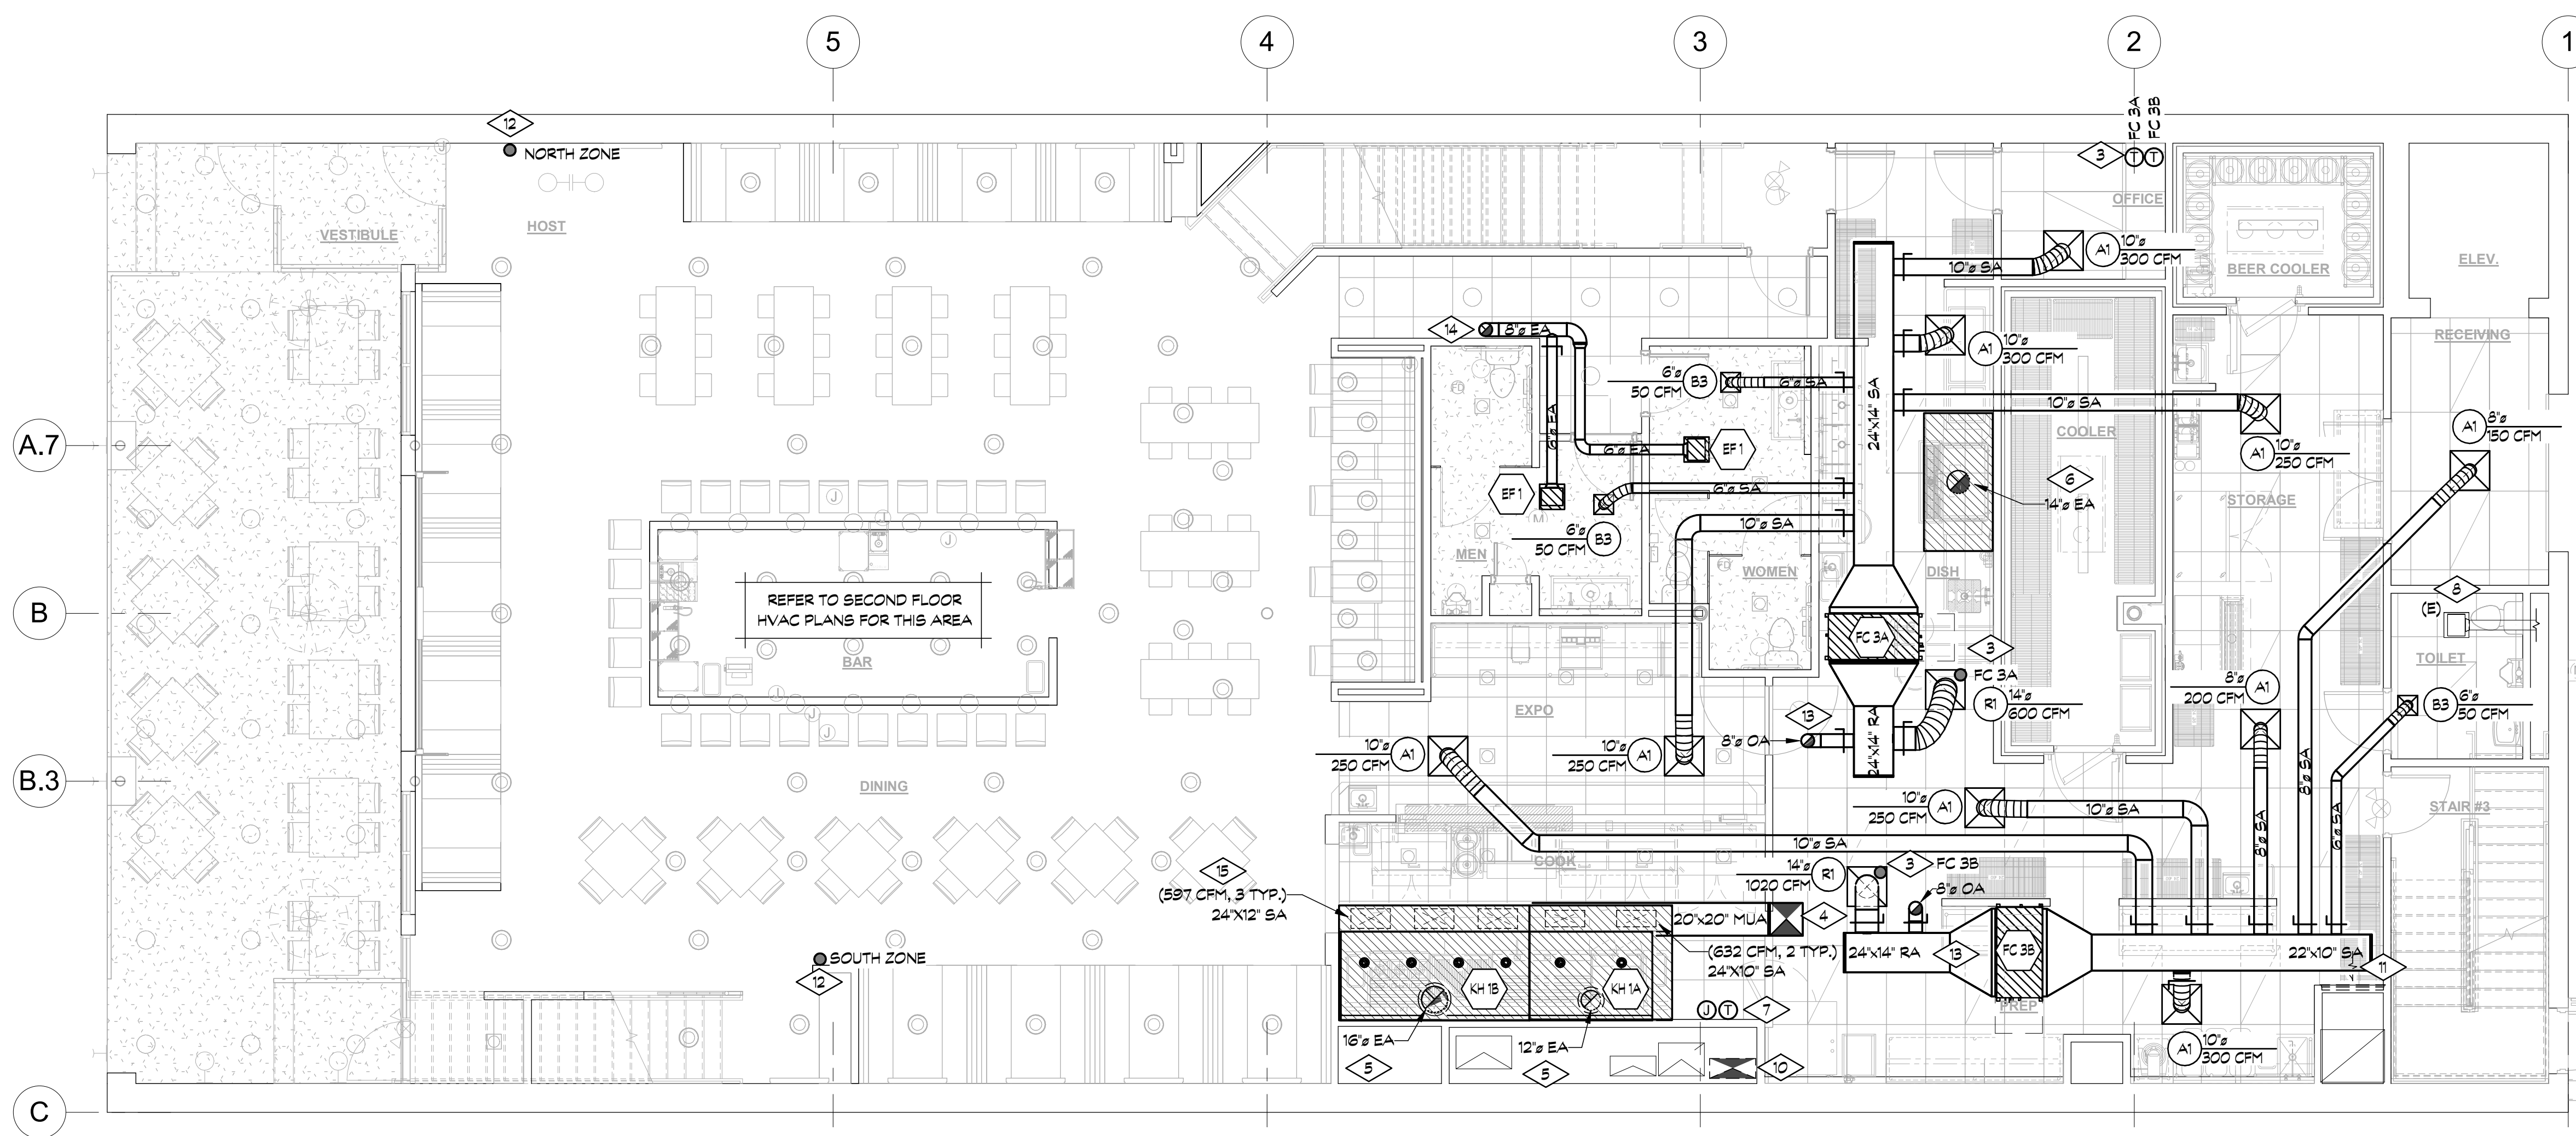 5
4
3
2
1
12
NORTH ZONE
FC 3A
FC 3B
3
T
T
OFFICE
VESTIBULE
HOST
A1
10"ø
300 CFM
10"ø SA
BEER COOLER
ELEV.
14
8"ø EA
A1
10"ø
300 CFM
RECEIVING
6"ø
50 CFM
B3
6"ø SA
24"x14" SA
10"ø SA
COOLER
A1
8"ø
150 CFM
A.7
6"ø EA
6"ø EA
EF 1
A1
10"ø
250 CFM
EF 1
6"ø SA
6
14"ø EA
STORAGE
J
J
J
J
J
FD
FD
M
6"ø
50 CFM
B3
10"ø SA
MEN
WOMEN
DISH
B
REFER TO SECOND FLOOR
HVAC PLANS FOR THIS AREA
8
(E)
FC 3A
3
BAR
TOILET
FC 3A
8"ø
200 CFM
A1
J
J
J
EXPO
R1
14"ø
600 CFM
B3
6"ø
50 CFM
13
8"ø OA
24"x14" RA
10"ø
250 CFM
A1
10"ø
250 CFM
A1
B.3
DINING
8"ø SA
10"ø
250 CFM
A1
10"ø SA
STAIR #3
8"ø SA
6"ø SA
10"ø SA
COOK
15
(597 CFM, 3 TYP.)
24"X12" SA
14"ø
1020 CFM
R1
3
FC 3B
8"ø OA
20"x20" MUA
4
SOUTH ZONE
12
(632 CFM, 2 TYP.)
24"X10" SA
24"x14" RA
13
FC 3B
22"x10" SA
11
KH 1B
KH 1A
J
T
7
PREP
16"ø EA
12"ø EA
5
5
10
A1
10"ø
300 CFM
C